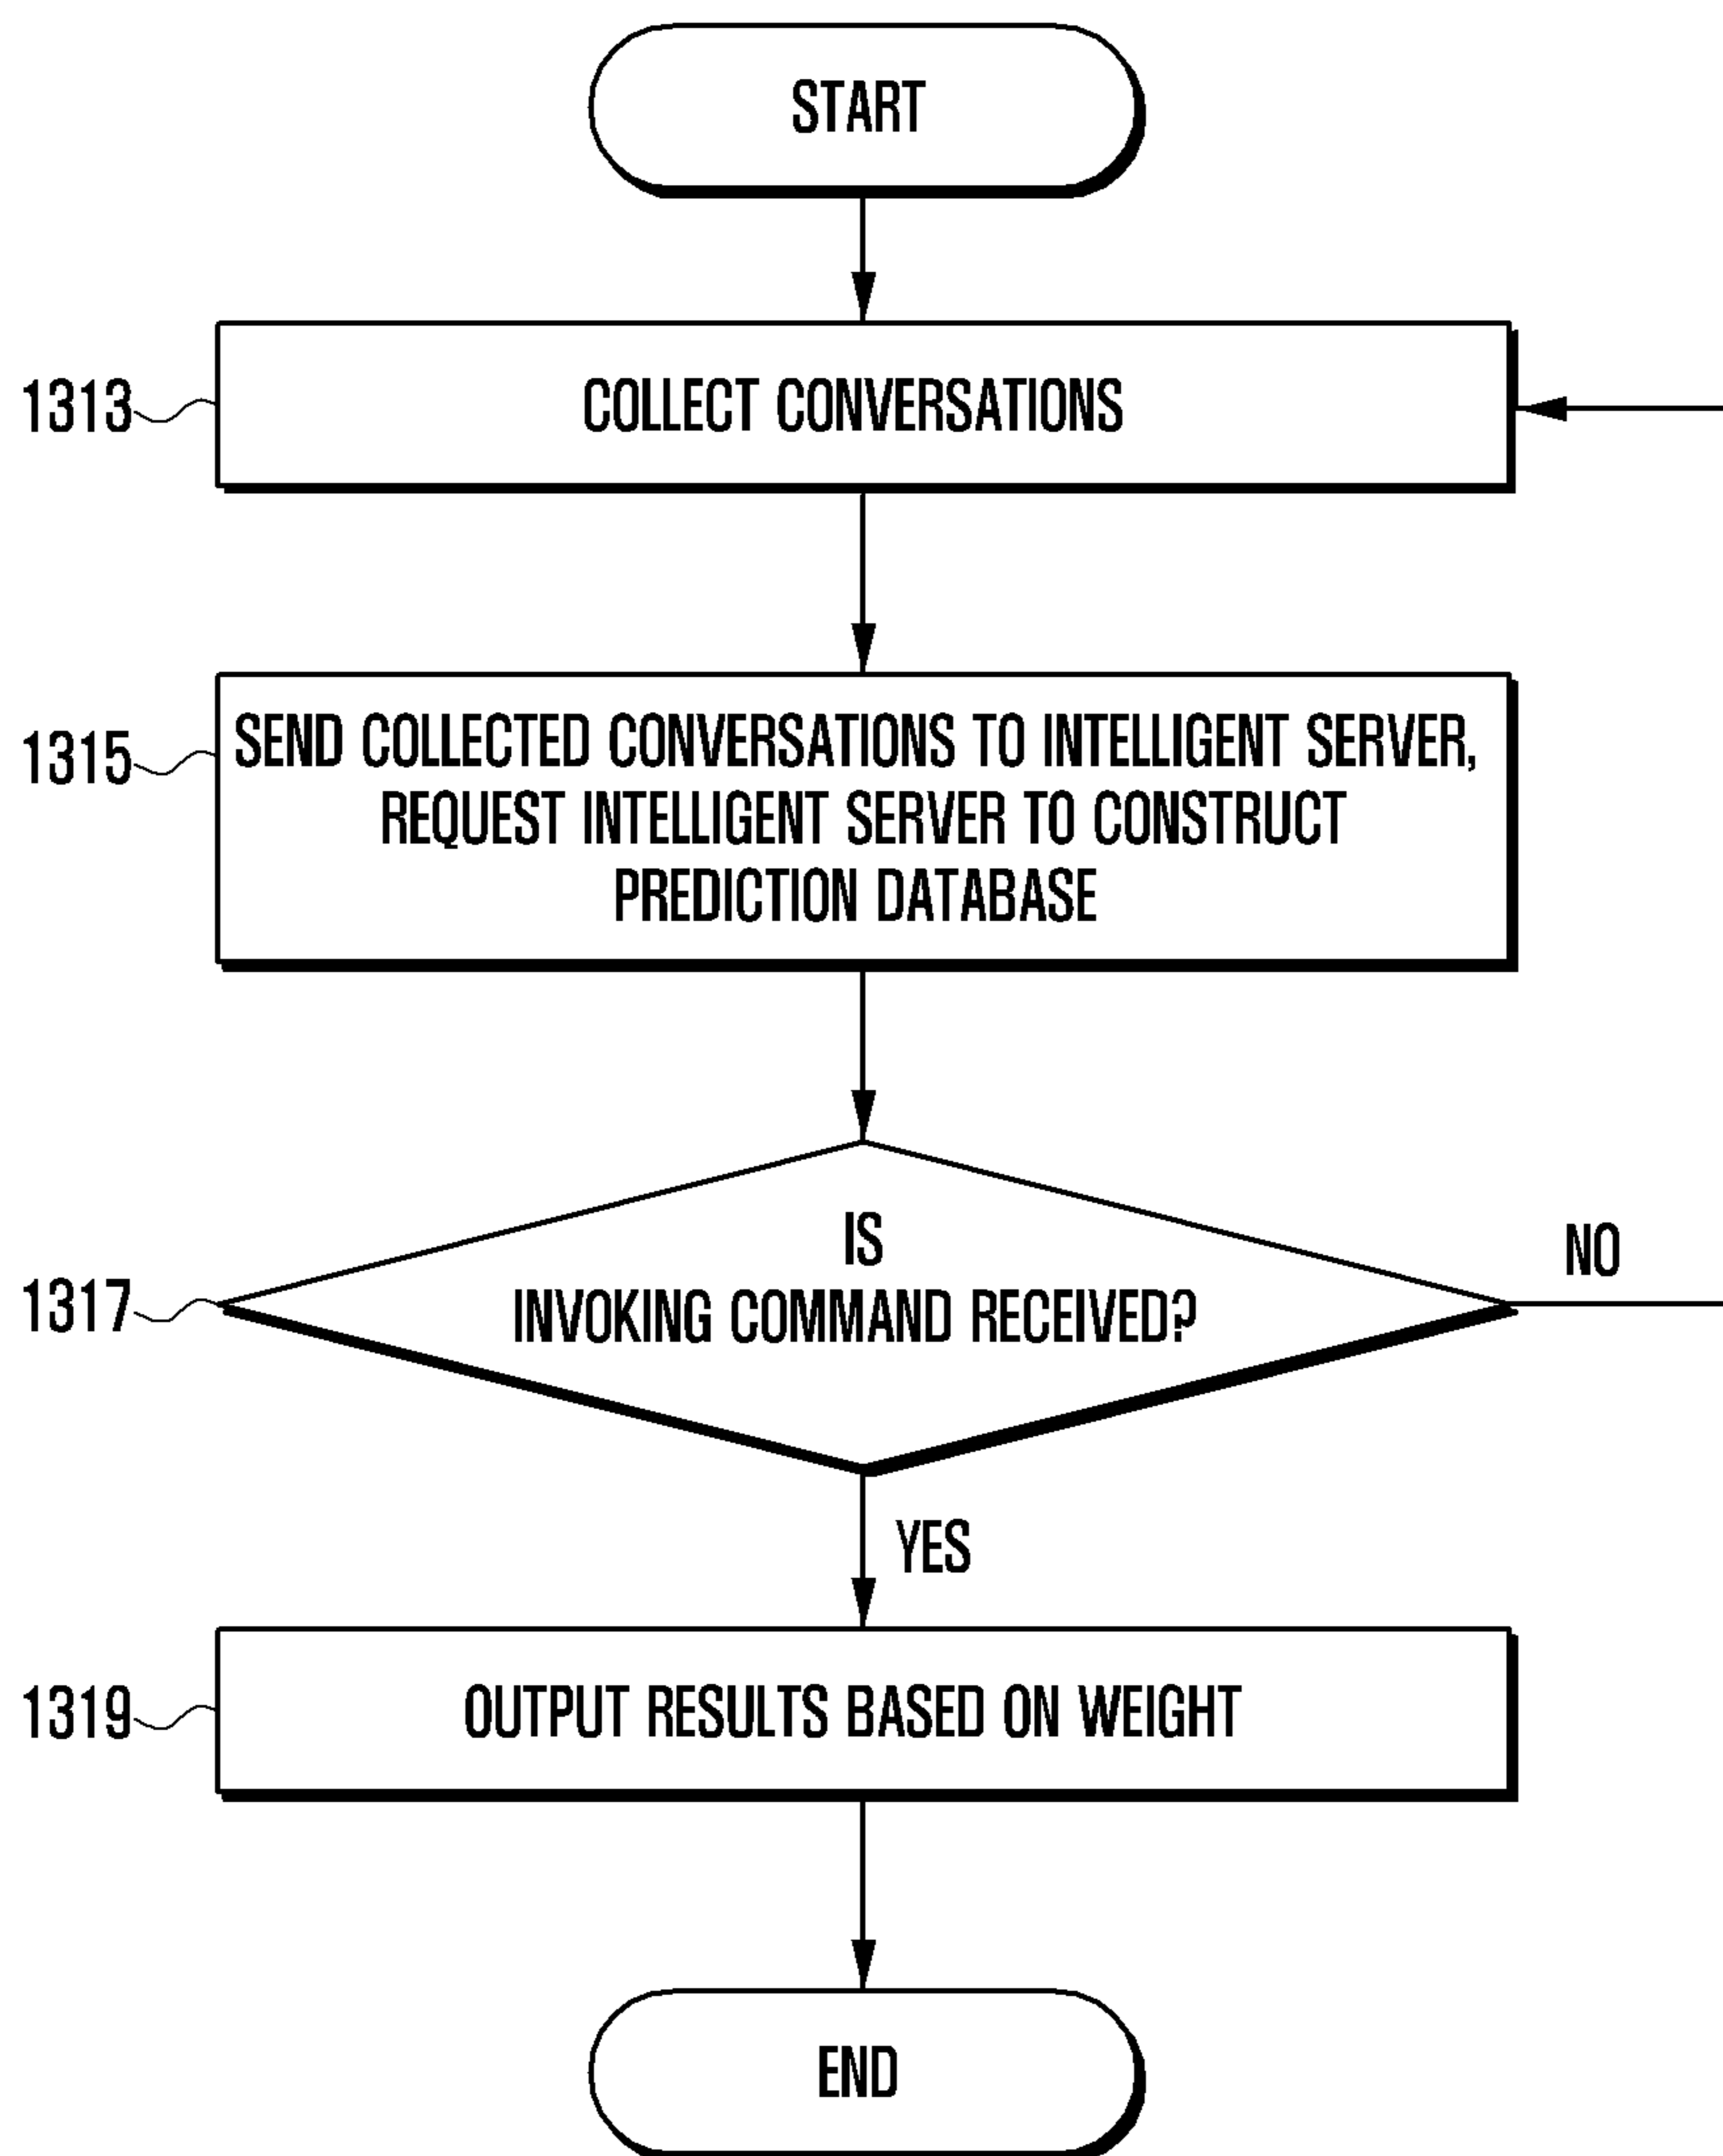 START
1313
COLLECT CONVERSATIONS
1315
SEND COLLECTED CONVERSATIONS TO INTELLIGENT SERVER,
REQUEST INTELLIGENT SERVER TO CONSTRUCT
PREDICTION DATABASE
1317
IS
INVOKING COMMAND RECEIVED?
NO
YES
1319
OUTPUT RESULTS BASED ON WEIGHT
END